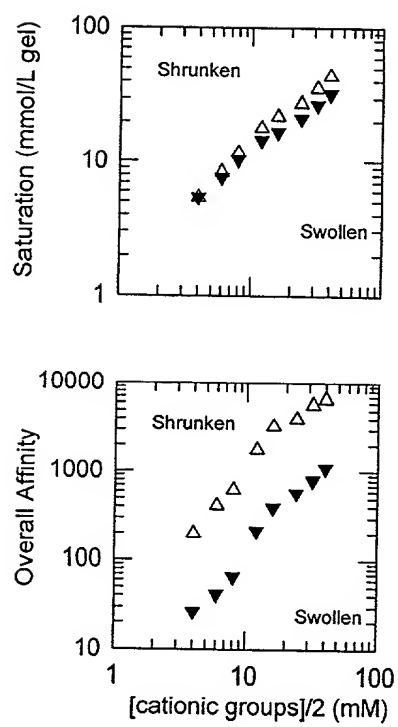 100
Shrunken
Saturation (mmol/L gel)
10
Swollen
1
10000
Shrunken
1000
Overall Affinity
100
Swollen
10
1 10 100
[cationic groups]/2 (mM)